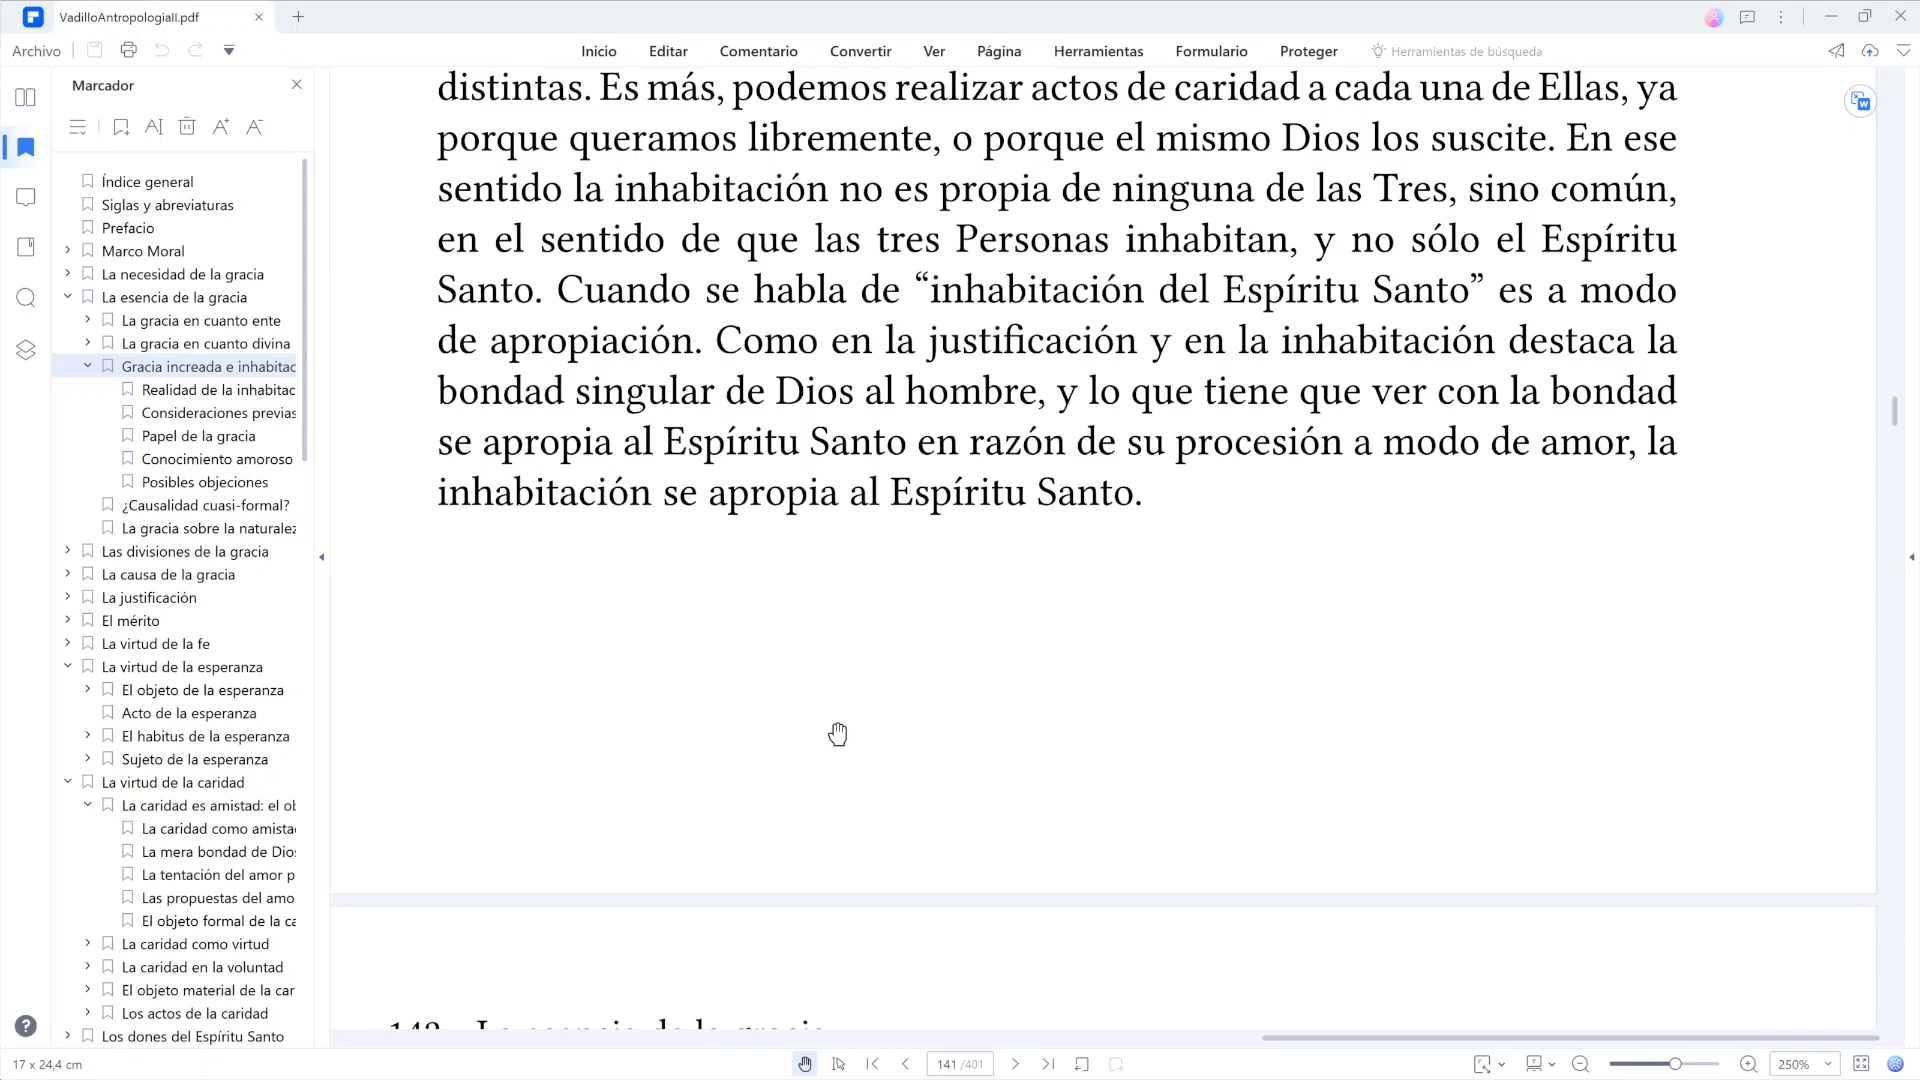 VadilloAntropologiaII.pdf
Archivo
Inicio
Editar
Comentario
Convertir
Ver
Página
Herramientas
Formulario
Proteger
Herramientas de búsqueda
Marcador
Índice general
Siglas y abreviaturas
Prefacio
Marco Moral
La necesidad de la gracia
La esencia de la gracia
La gracia en cuanto ente
La gracia en cuanto divina
Gracia increada e inhabitac
Realidad de la inhabitac
Consideraciones previas
Papel de la gracia
Conocimiento amoroso
Posibles objeciones
¿Causalidad cuasi-formal?
La gracia sobre la naturalez
Las divisiones de la gracia
La causa de la gracia
La justificación
El mérito
La virtud de la fe
La virtud de la esperanza
El objeto de la esperanza
Acto de la esperanza
El habitus de la esperanza
Sujeto de la esperanza
La virtud de la caridad
La caridad es amistad: el ob
La caridad como amista
La mera bondad de Dios
La tentación del amor p
Las propuestas del amo
El objeto formal de la ca
La caridad como virtud
La caridad en la voluntad
El objeto material de la car
Los actos de la caridad
Los dones del Espíritu Santo
distintas. Es más, podemos realizar actos de caridad a cada una de Ellas, ya
porque queramos libremente, o porque el mismo Dios los suscite. En ese
sentido la inhabitación no es propia de ninguna de las Tres, sino común,
en el sentido de que las tres Personas inhabitan, y no sólo el Espíritu
Santo. Cuando se habla de “inhabitación del Espíritu Santo” es a modo
de apropiación. Como en la justificación y en la inhabitación destaca la
bondad singular de Dios al hombre, y lo que tiene que ver con la bondad
se apropia al Espíritu Santo en razón de su procesión a modo de amor, la
inhabitación se apropia al Espíritu Santo.
142 La esencia de la gracia
17 x 24,4 cm
141 /401
250%